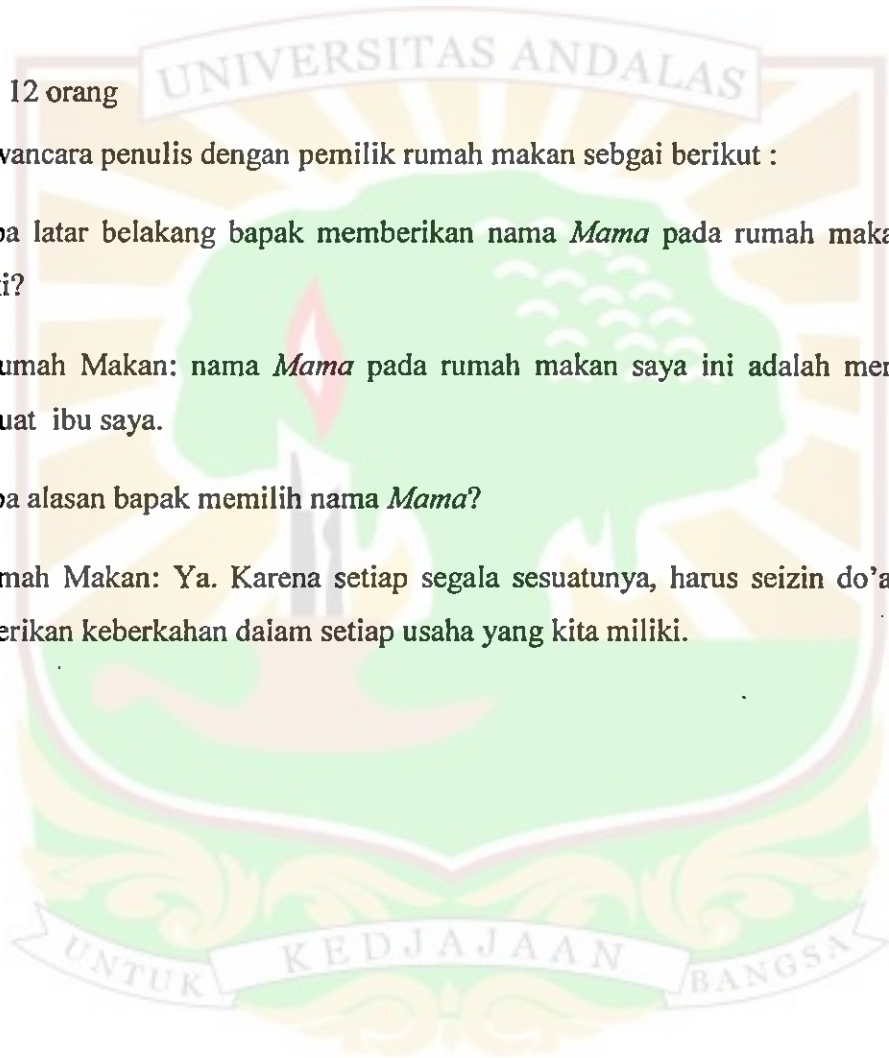 UNIVERSITAS ANDALAS
12 orang
wancara penulis dengan pemilik rumah makan sebgai berikut :
pa latar belakang bapak memberikan nama Mama pada rumah maka
ki?
umah Makan: nama Mama pada rumah makan saya ini adalah mer
uat ibu saya.
pa alasan bapak memilih nama Mama?
mah Makan: Ya. Karena setiap segala sesuatunya, harus seizin do’a
erikan keberkahan dalam setiap usaha yang kita miliki.
UNTUK KEDJAJAAN BANGSA